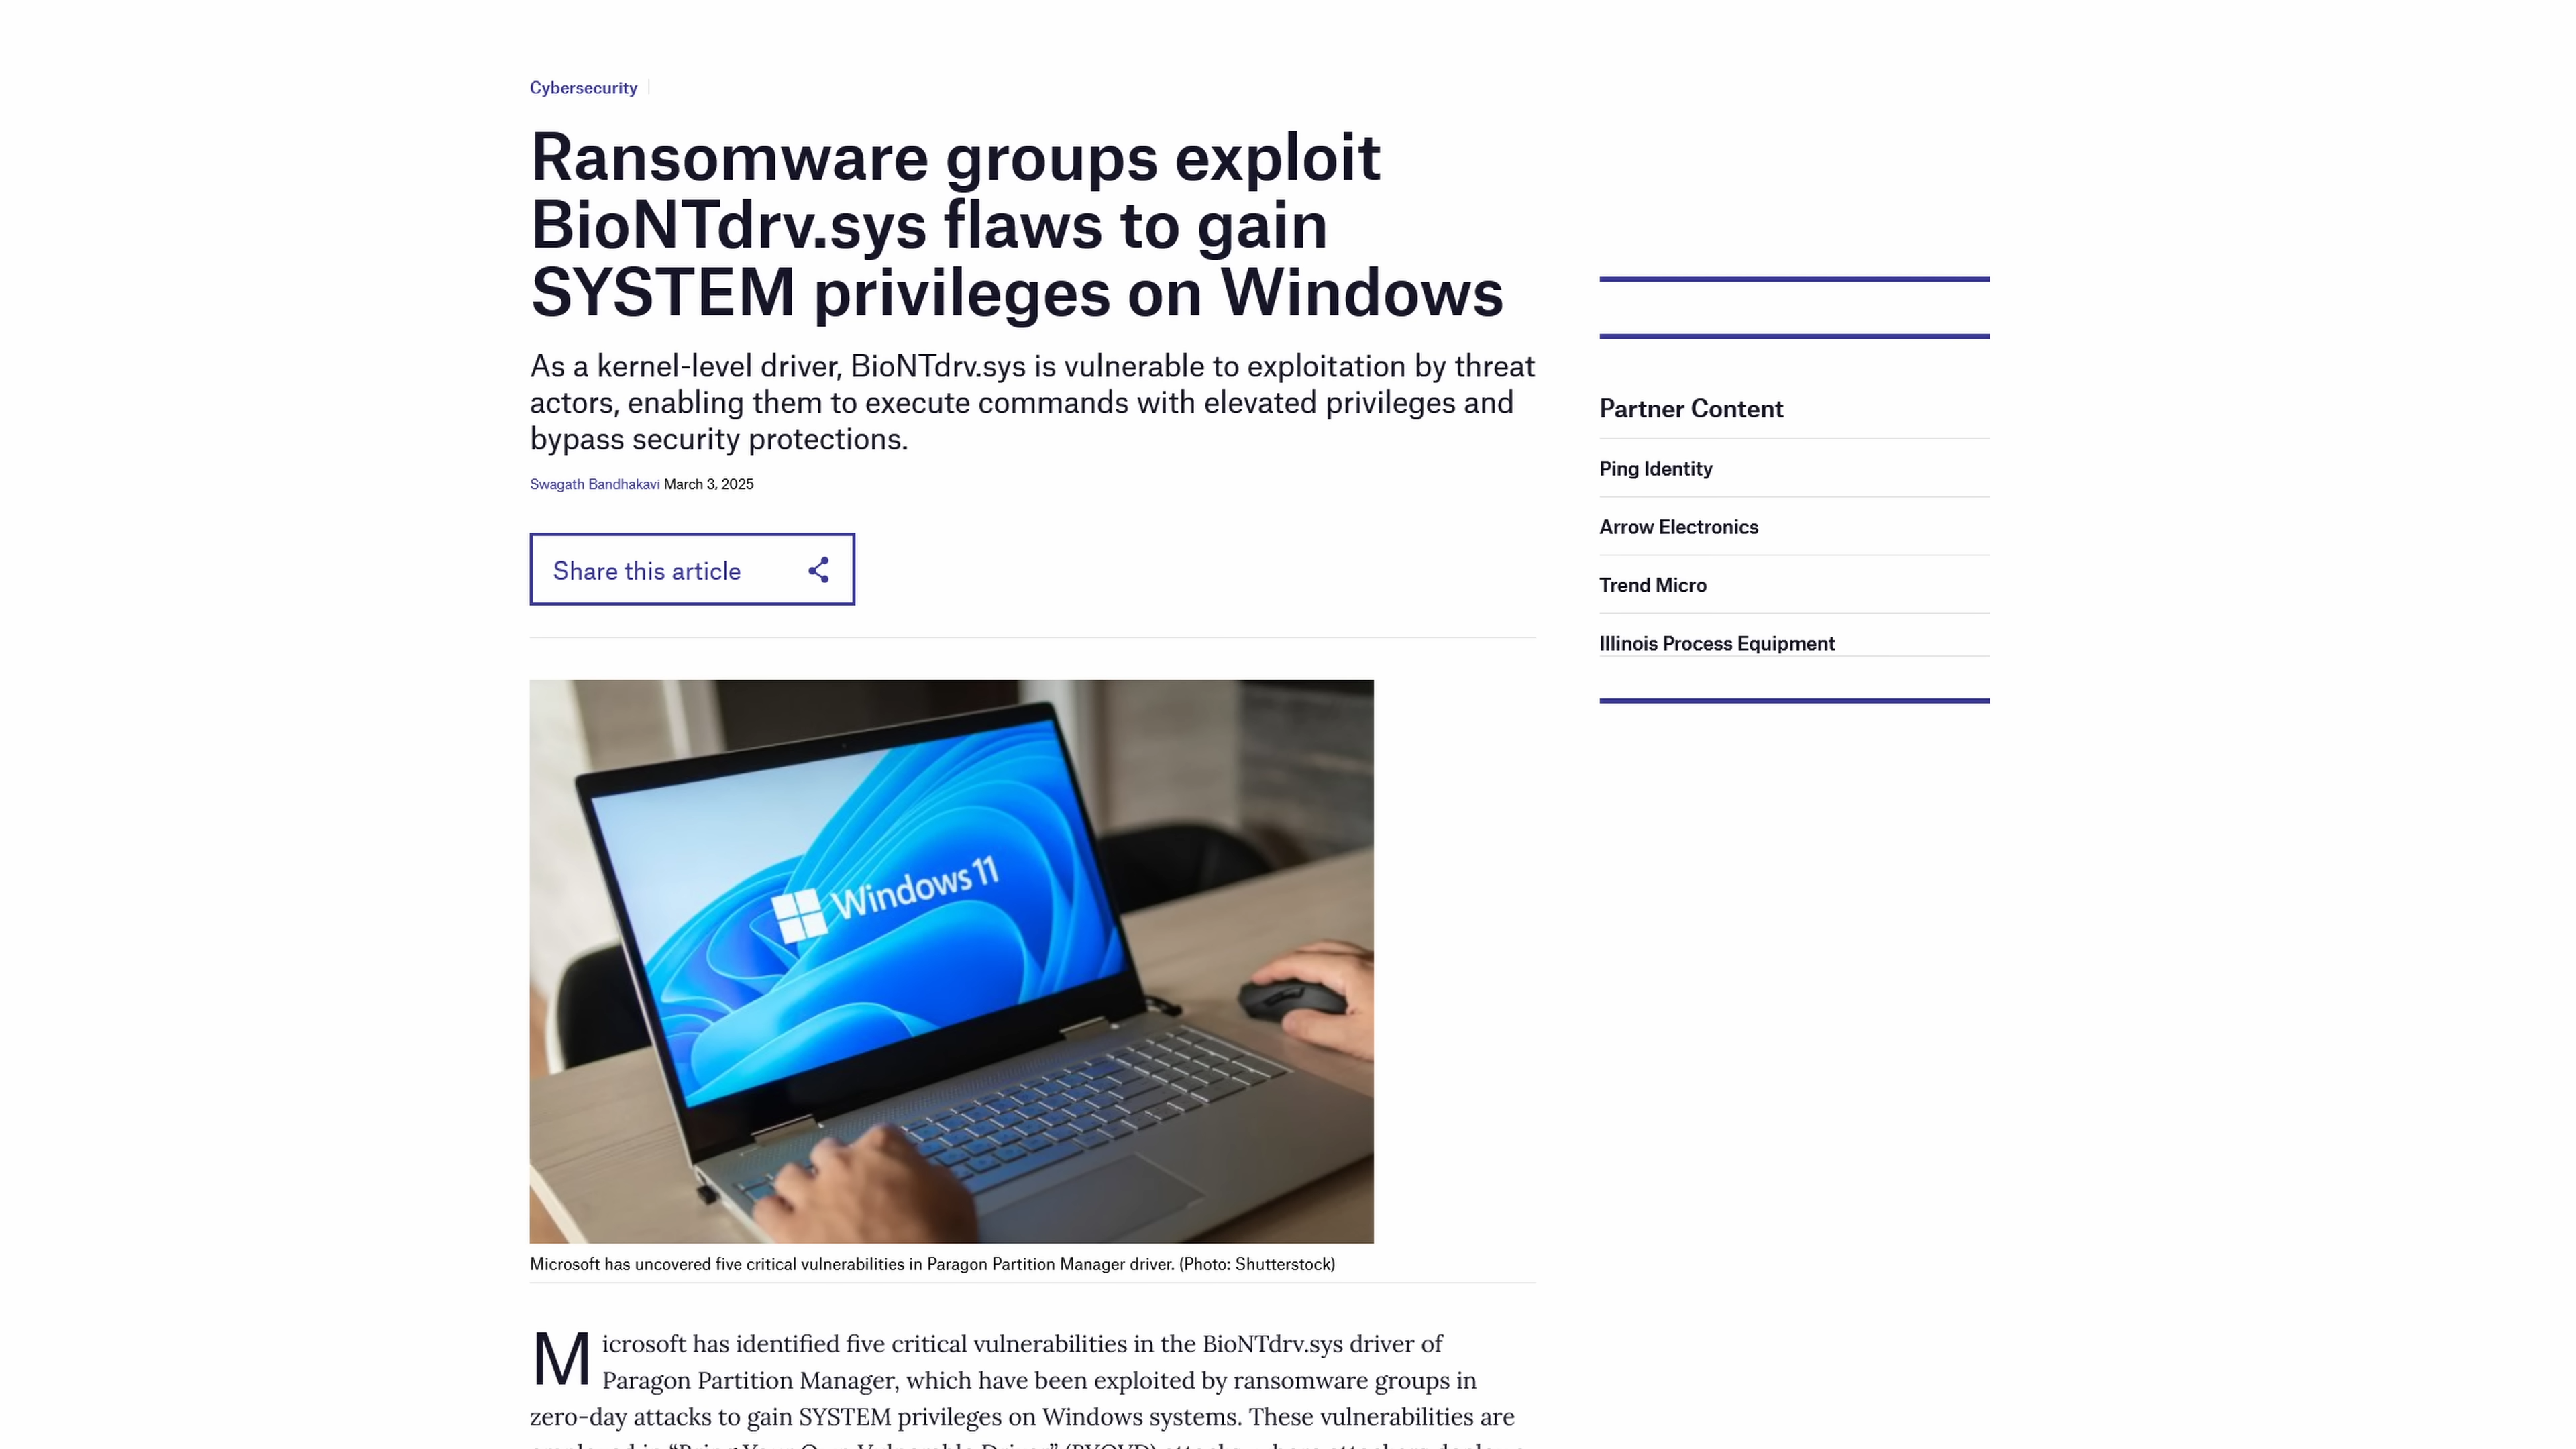 Cybersecurity
Ransomware groups exploit
BioNTdrv.sys flaws to gain
SYSTEM privileges on Windows
As a kernel-level driver, BioNTdrv.sys is vulnerable to exploitation by threat
actors, enabling them to execute commands with elevated privileges and
bypass security protections.
Swagath Bandhakavi March 3, 2025
Share this article
Windows 11
Microsoft has uncovered five critical vulnerabilities in Paragon Partition Manager driver. (Photo: Shutterstock)
Microsoft has identified five critical vulnerabilities in the BioNTdrv.sys driver of
Paragon Partition Manager, which have been exploited by ransomware groups in
zero-day attacks to gain SYSTEM privileges on Windows systems. These vulnerabilities are
Partner Content
Ping Identity
Arrow Electronics
Trend Micro
Illinois Process Equipment